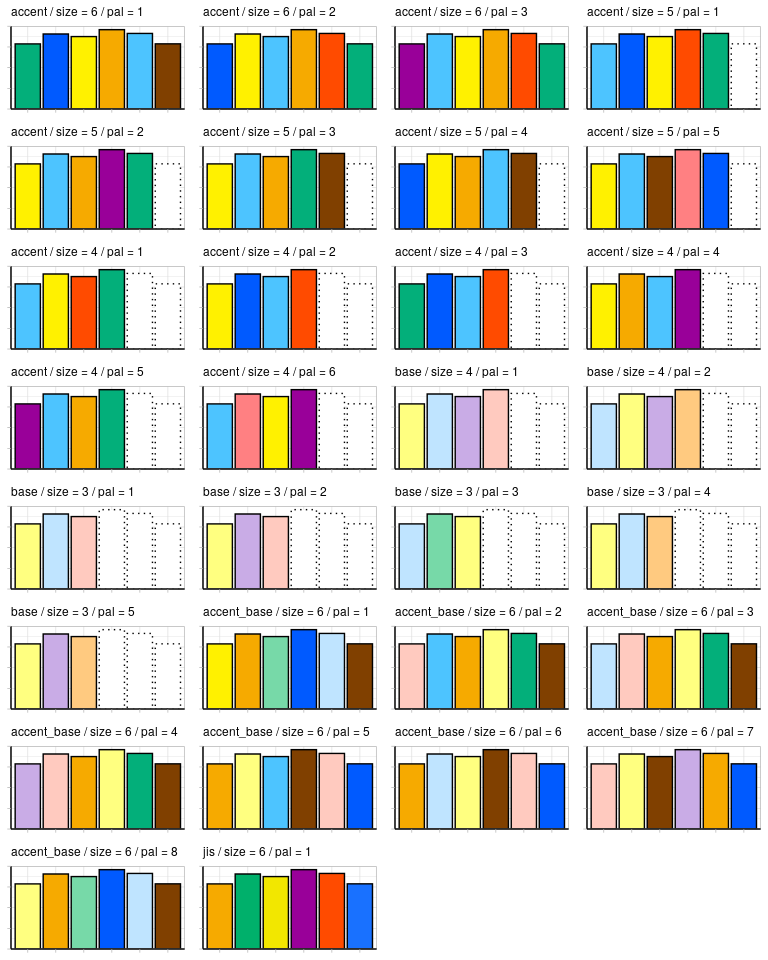 accent / size = 6 / pal = 1
accent / size = 6 / pal = 2
accent / size = 6 / pal = 3
accent / size = 5 / pal = 1
accent / size = 5 / pal = 2
accent / size = 5 / pal = 3
accent / size = 5 / pal = 4
accent / size = 5 / pal = 5
accent / size = 4 / pal = 1
accent / size = 4 / pal = 2
accent / size = 4 / pal = 3
accent / size = 4 / pal = 4
accent / size = 4 / pal = 5
accent / size = 4 / pal = 6
base / size = 4 / pal = 1
base / size = 4 / pal = 2
base / size = 3 / pal = 1
base / size = 3 / pal = 2
base / size = 3 / pal = 3
base / size = 3 / pal = 4
base / size = 3 / pal = 5
accent_base / size = 6 / pal = 1
accent_base / size = 6 / pal = 2
accent_base / size = 6 / pal = 3
accent_base / size = 6 / pal = 4
accent_base / size = 6 / pal = 5
accent_base / size = 6 / pal = 6
accent_base / size = 6 / pal = 7
accent_base / size = 6 / pal = 8
jis / size = 6 / pal = 1